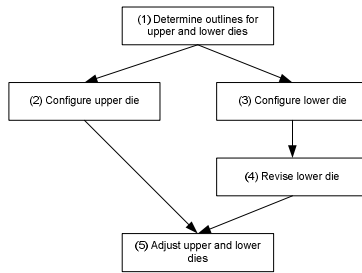 (1) Determine outlines for
upper and lower dies
(2) Configure upper die
(3) Configure lower die
(4) Revise lower die
(5) Adjust upper and lower
dies